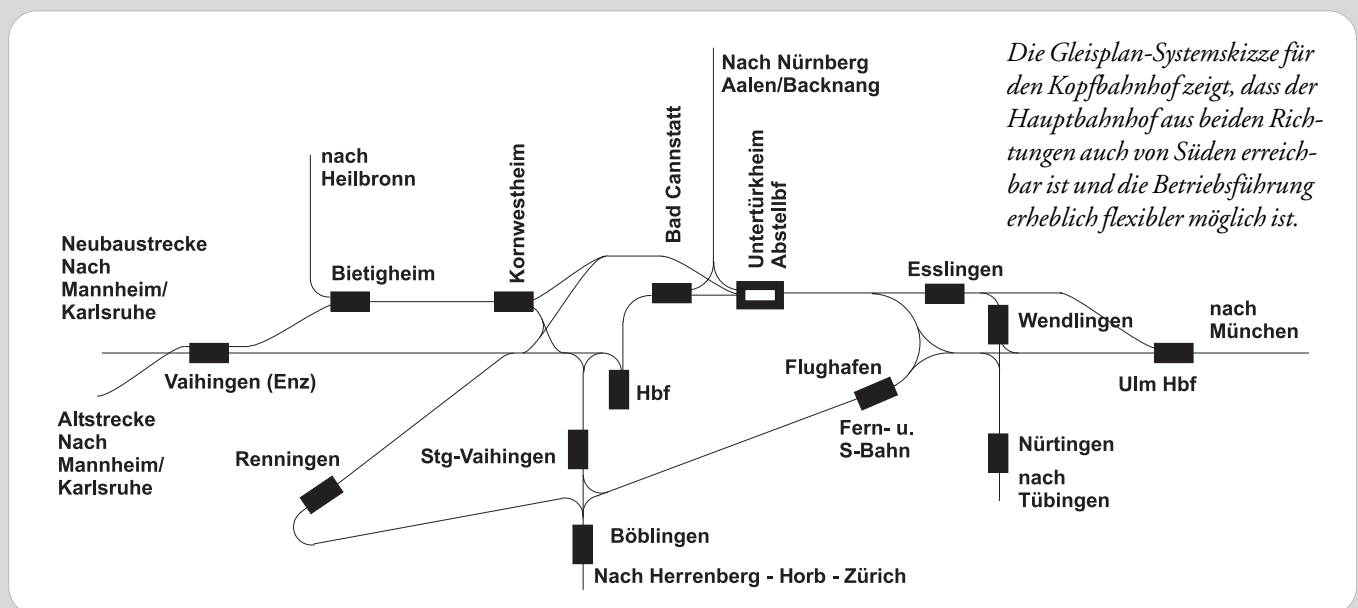 Die Gleisplan-Systemskizze für
den Kopfbahnhof zeigt, dass der
Hauptbahnhof aus beiden Rich-
tungen auch von Süden erreich-
bar ist und die Betriebsführung
erheblich flexibler möglich ist.
Nach Nürnberg
Aalen/Backnang
nach
Heilbronn
Kornwestheim
Bad Cannstatt
Untertürkheim
Abstellbf
Neubaustrecke
Nach
Mannheim/
Karlsruhe
Bietigheim
Esslingen
Wendlingen
nach
München
Vaihingen (Enz)
Hbf
Flughafen
Ulm Hbf
Altstrecke
Nach
Mannheim/
Karlsruhe
Renningen
Stg-Vaihingen
Fern- u.
S-Bahn
Nürtingen
nach
Tübingen
Böblingen
Nach Herrenberg - Horb - Zürich